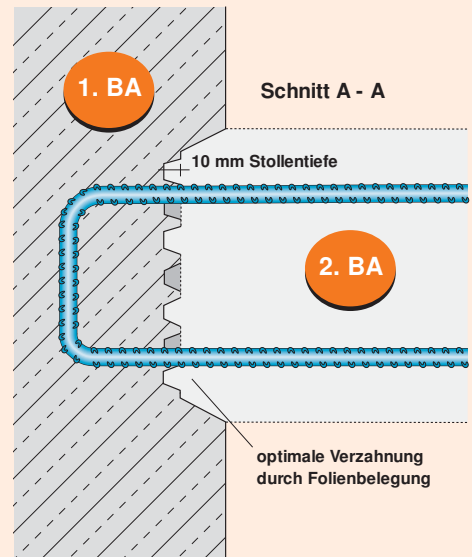 1. BA
Schnitt A - A
10 mm Stollentiefe
2. BA
optimale Verzahnung
durch Folienbelegung